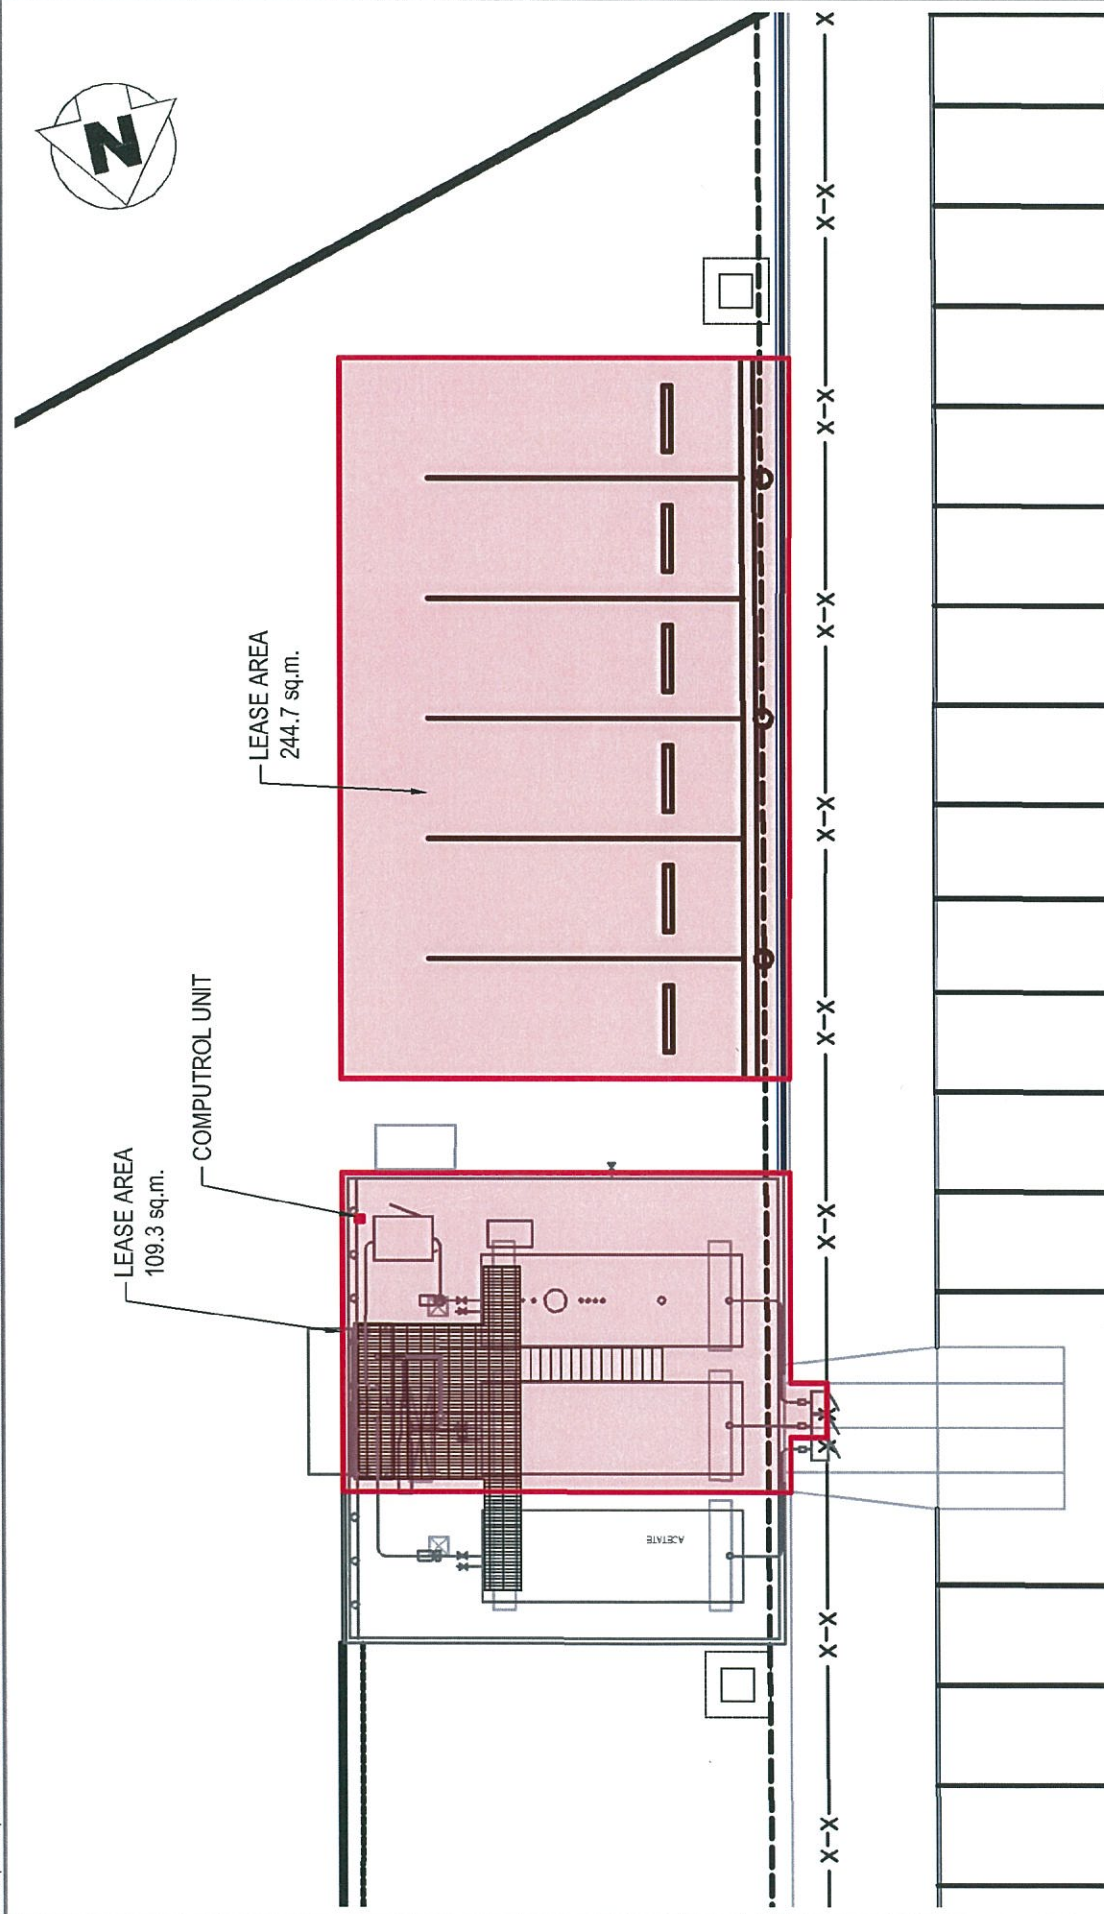 N
LEASE AREA
244.7 sq.m.
COMPUTROL UNIT
LEASE AREA
109.3 sq.m.
ACETATE